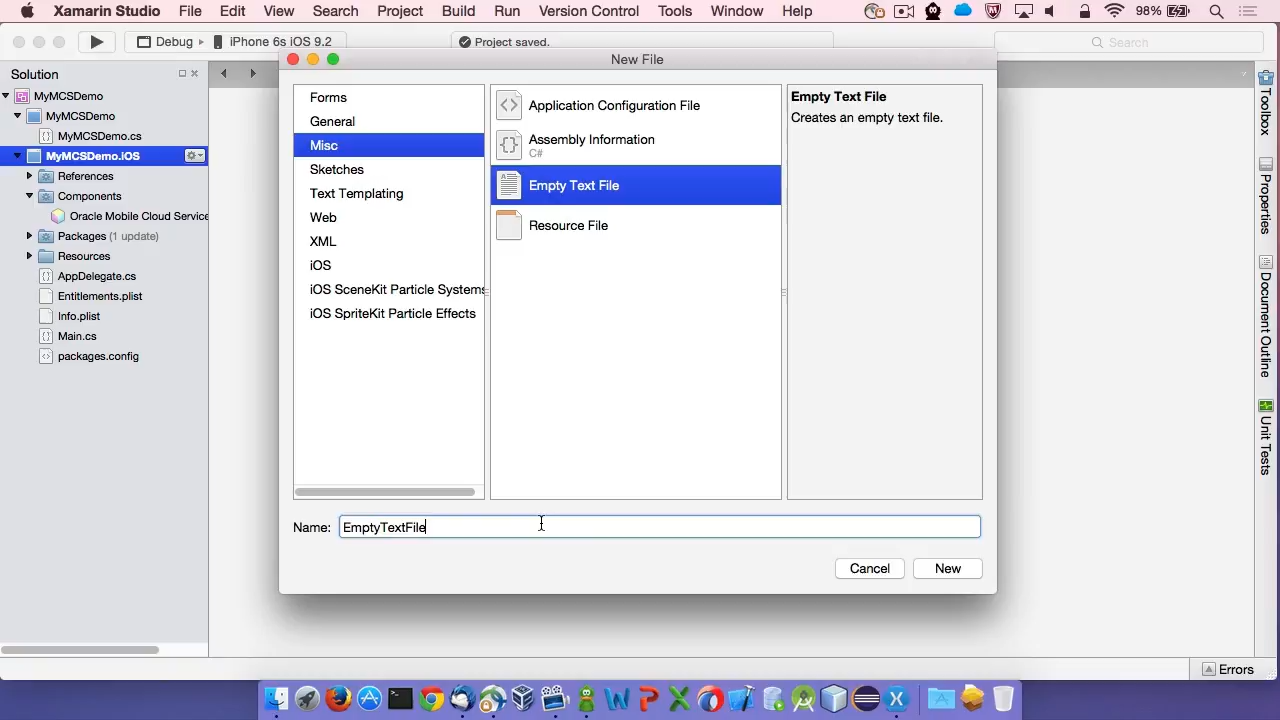 Xamarin Studio File Edit View Search Project Build Run Version Control Tools Window Help 98%
Debug iPhone 6s iOS 9.2 Project saved. Search
New File
Solution
MyMCSDemo
MyMCSDemo
MyMCSDemo.cs
MyMCSDemo.iOS
References
Components
Oracle Mobile Cloud Service
Packages (1 update)
Resources
AppDelegate.cs
Entitlements.plist
Info.plist
Main.cs
packages.config
Forms
General
Misc
Sketches
Text Templating
Web
XML
iOS
iOS SceneKit Particle Systems
iOS SpriteKit Particle Effects
Application Configuration File
Assembly Information
C#
Empty Text File
Resource File
Empty Text File
Creates an empty text file.
Name: EmptyTextFile
Cancel New
Toolbox
Properties
Document Outline
Unit Tests
Errors